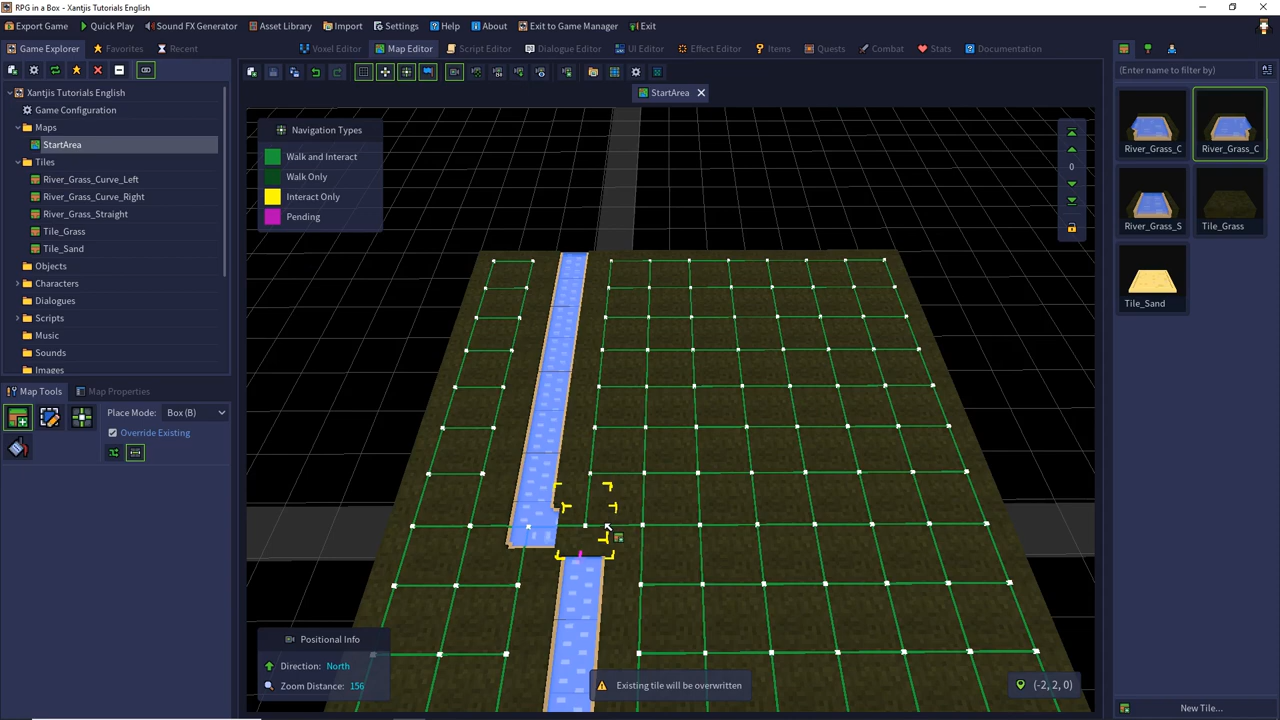 RPG in a Box - Xantjis Tutorials English
Export Game
Quick Play
Sound FX Generator
Asset Library
Import
Settings
Help
About
Exit to Game Manager
Exit
Game Explorer
Favorites
Recent
Voxel Editor
Map Editor
Script Editor
Dialogue Editor
UI Editor
Effect Editor
Items
Quests
Combat
Stats
Documentation
(Enter name to filter by)
Xantjis Tutorials English
Game Configuration
Maps
StartArea
Tiles
River_Grass_Curve_Left
River_Grass_Curve_Right
River_Grass_Straight
Tile_Grass
Tile_Sand
Objects
Characters
Dialogues
Scripts
Music
Sounds
Images
Map Tools
Map Properties
Place Mode:
Box (B)
Override Existing
StartArea
Navigation Types
Walk and Interact
Walk Only
Interact Only
Pending
0
River_Grass_C
River_Grass_C
River_Grass_S
Tile_Grass
Tile_Sand
Positional Info
Direction: North
Zoom Distance: 156
Existing tile will be overwritten
(-2, 2, 0)
New Tile...